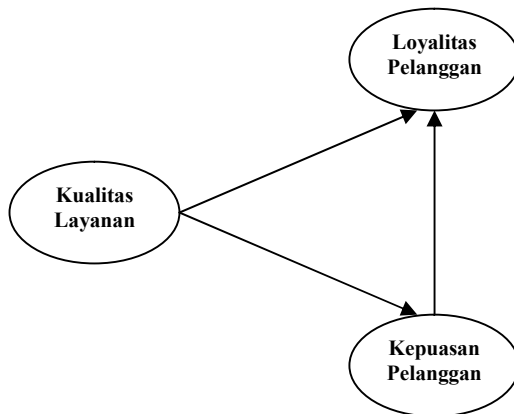 Loyalitas
Pelanggan
Kualitas
Layanan
Kepuasan
Pelanggan